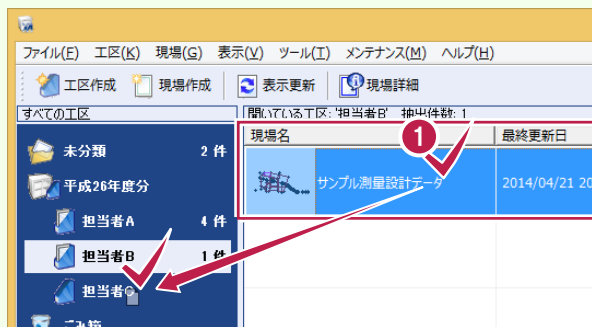 ファイル(F) 工区(K) 現場(G) 表示(V) ツール(T) メンテナンス(M) ヘルプ(H)
工区作成 現場作成 表示更新 現場詳細
すべての工区
開いている工区: '担当者B' 抽出件数: 1
現場名 最終更新日
1
サンプル測量設計データ 2014/04/21 20
未分類 2 件
平成26年度分
担当者A 4 件
担当者B 1 件
担当者
ごみ箱